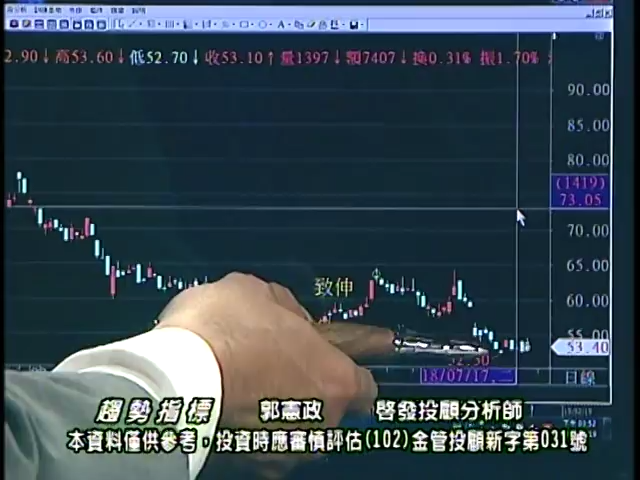 2.90↓高53.60↓低52.70↓收53.10↑量1397↓額7407↓換0.31% 振1.70%
90.00
85.00
80.00
(1419)
73.05
70.00
65.00
致伸
60.00
55.00
53.40
52.50
18/07/17
日線
趨勢指標 郭憲政 啓發投顧分析師
本資料僅供參考，投資時應審慎評估(102)金管投顧新字第031號